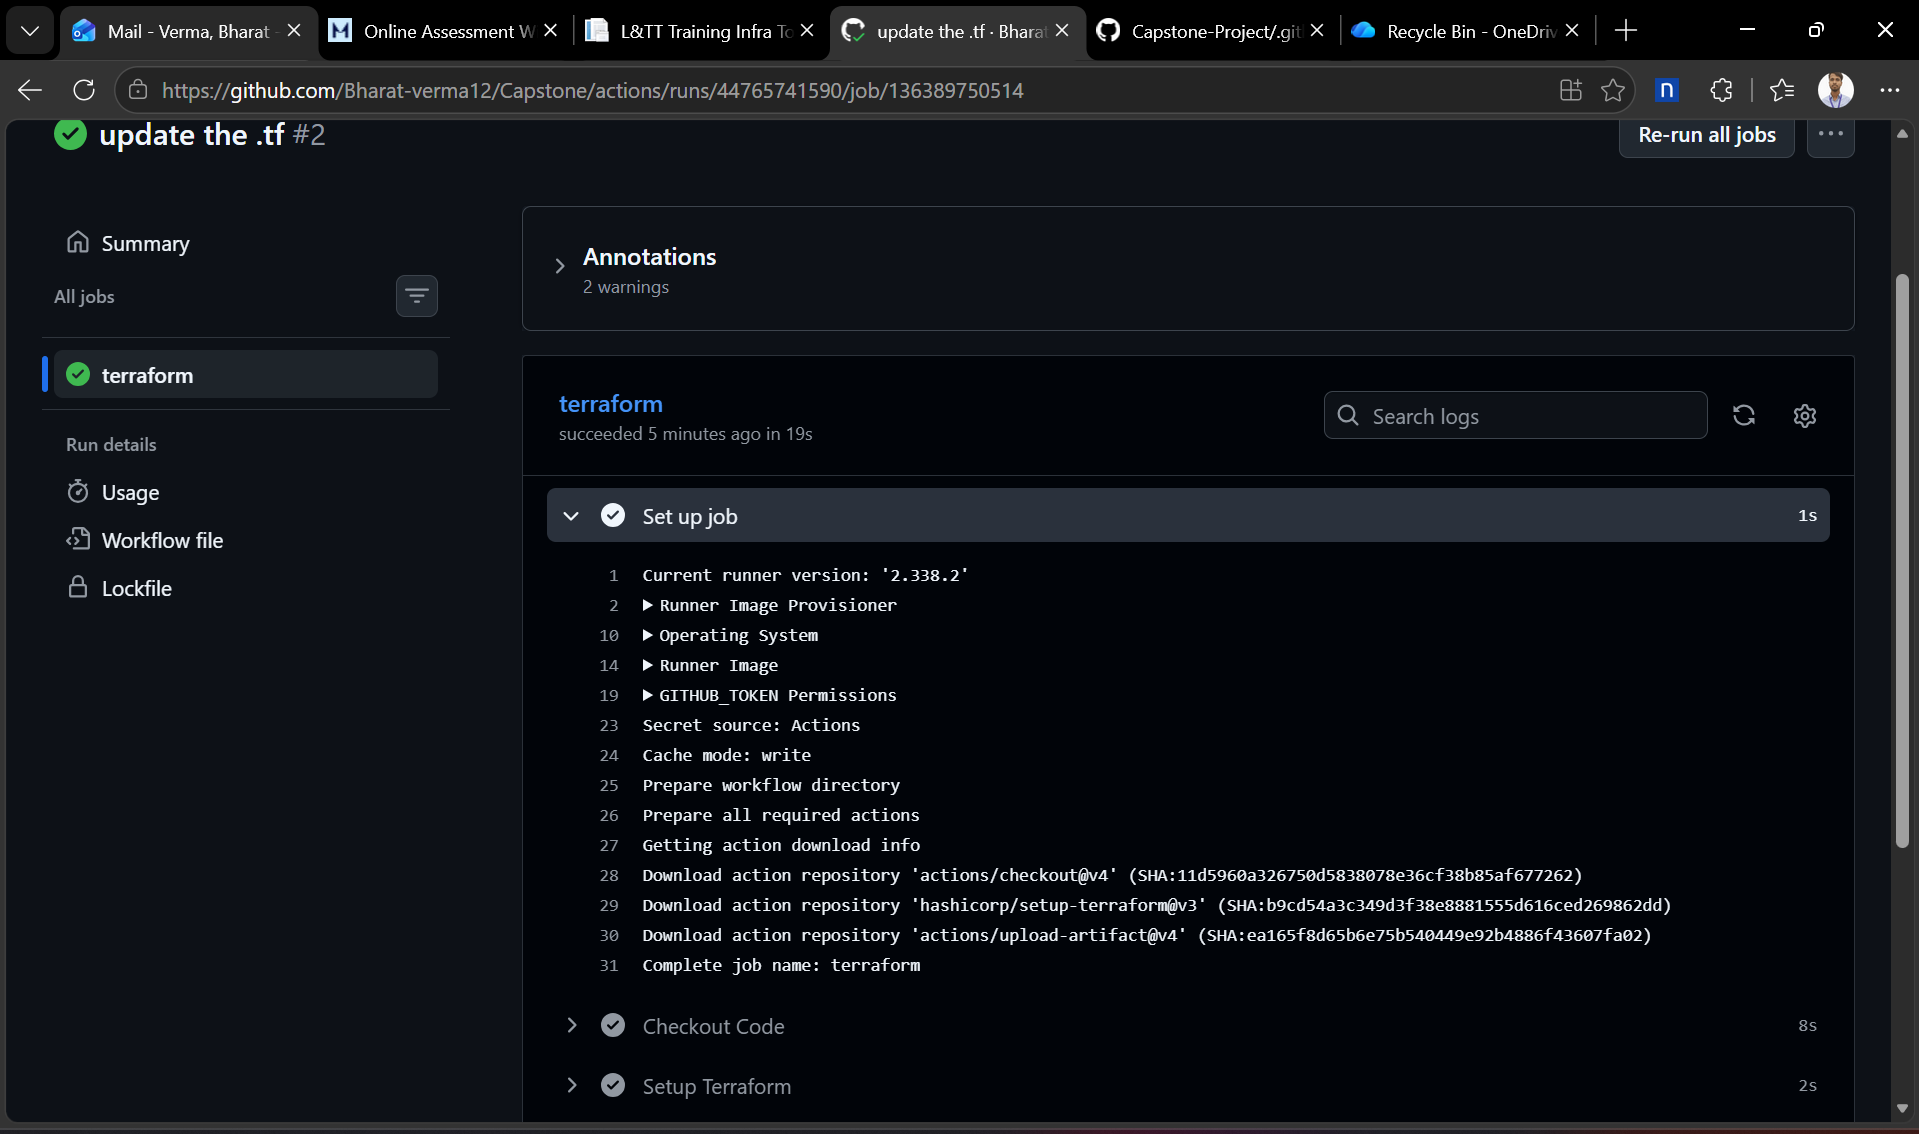 Mail - Verma, Bharat -
Online Assessment W
L&TT Training Infra To
update the .tf · Bharat
Capstone-Project/.git
Recycle Bin - OneDriv
https://github.com/Bharat-verma12/Capstone/actions/runs/44765741590/job/136389750514
n
update the .tf #2
Re-run all jobs
Summary
All jobs
terraform
Run details
Usage
Workflow file
Lockfile
Annotations
2 warnings
terraform
succeeded 5 minutes ago in 19s
Search logs
Set up job 1s
1 Current runner version: '2.338.2'
2 Runner Image Provisioner
10 Operating System
14 Runner Image
19 GITHUB_TOKEN Permissions
23 Secret source: Actions
24 Cache mode: write
25 Prepare workflow directory
26 Prepare all required actions
27 Getting action download info
28 Download action repository 'actions/checkout@v4' (SHA:11d5960a326750d5838078e36cf38b85af677262)
29 Download action repository 'hashicorp/setup-terraform@v3' (SHA:b9cd54a3c349d3f38e8881555d616ced269862dd)
30 Download action repository 'actions/upload-artifact@v4' (SHA:ea165f8d65b6e75b540449e92b4886f43607fa02)
31 Complete job name: terraform
Checkout Code 8s
Setup Terraform 2s